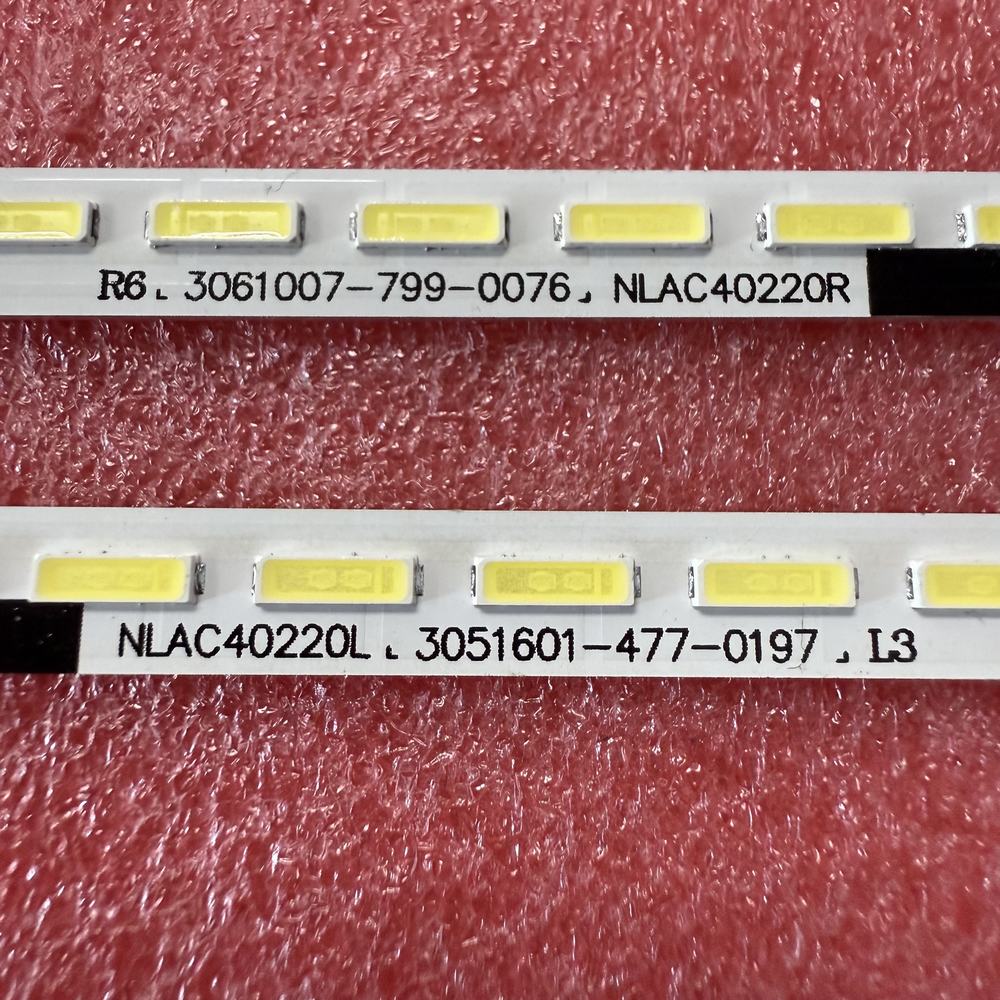 R6 . 3061007-799-0076 . NLAC40220R
NLAC40220L . 3051601-477-0197 . L3